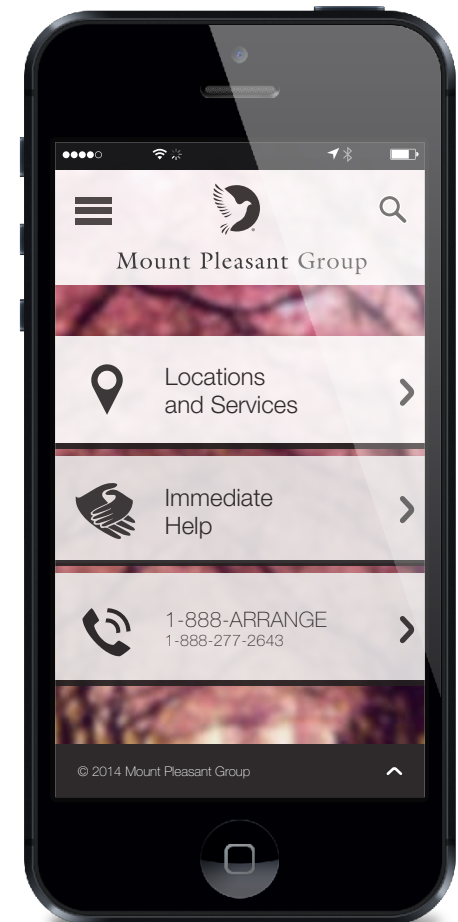 Mount Pleasant Group
Locations
and Services
Immediate
Help
1-888-ARRANGE
1-888-277-2643
© 2014 Mount Pleasant Group